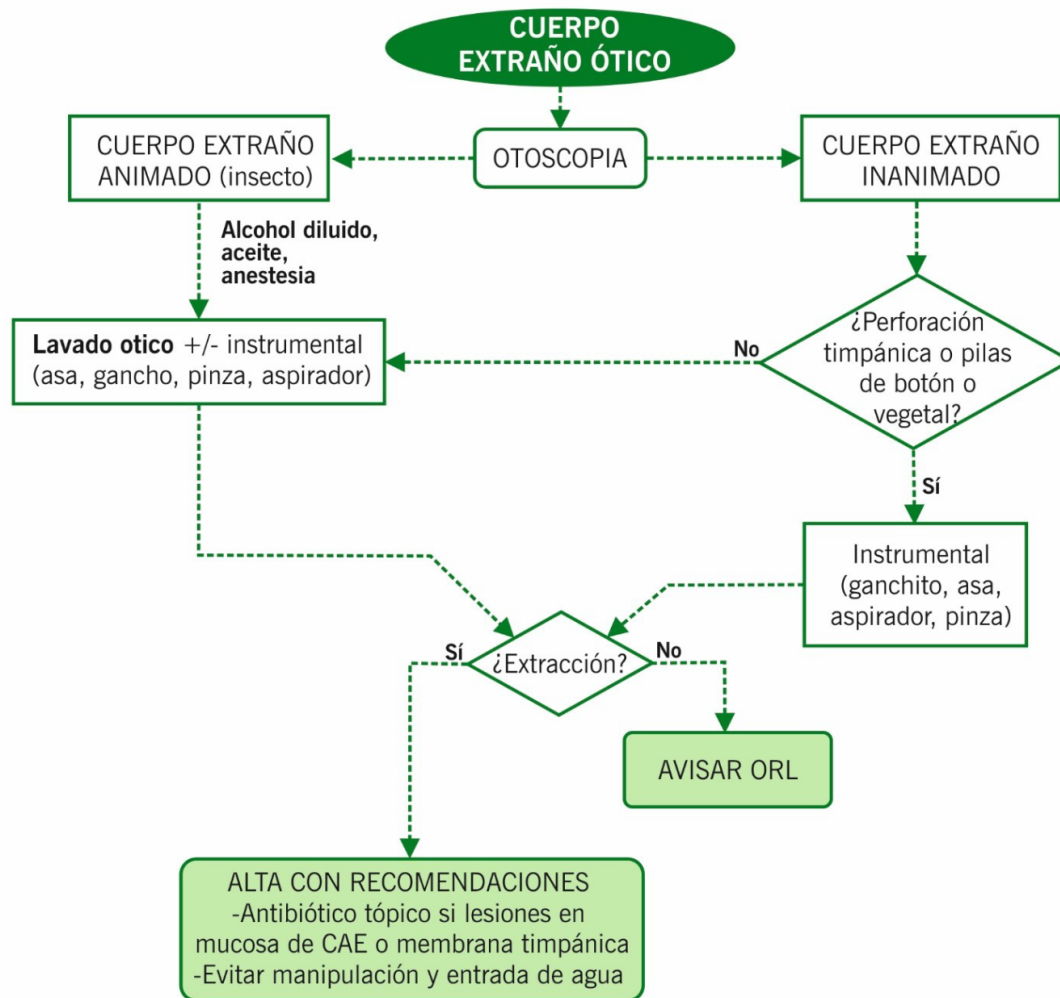 CUERPO
EXTRAÑO ÓTICO
CUERPO EXTRAÑO
ANIMADO (insecto)
OTOSCOPIA
CUERPO EXTRAÑO
INANIMADO
Alcohol diluido,
aceite,
anestesia
Lavado otico +/- instrumental
(asa, gancho, pinza, aspirador)
No
¿Perforación
timpánica o pilas
de botón o
vegetal?
Sí
Instrumental
(ganchito, asa,
aspirador, pinza)
Sí
¿Extracción?
No
AVISAR ORL
ALTA CON RECOMENDACIONES
-Antibiótico tópico si lesiones en
mucosa de CAE o membrana timpánica
-Evitar manipulación y entrada de agua